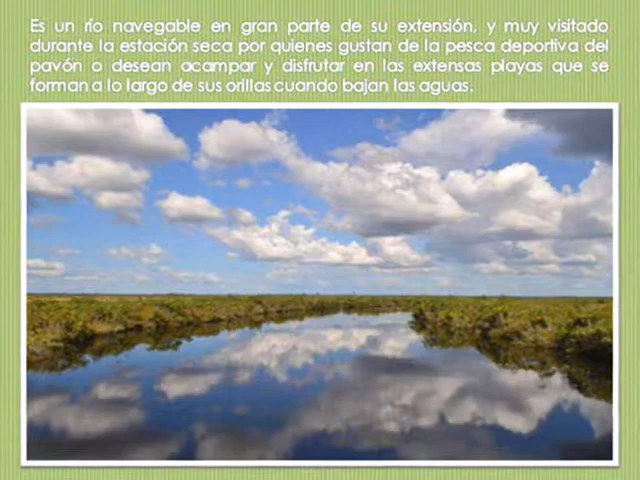 Es un río navegable en gran parte de su extensión, y muy visitado
durante la estación seca por quienes gustan de la pesca deportiva del
pavón o desean acampar y disfrutar en las extensas playas que se
forman a lo largo de sus orillas cuando bajan las aguas.